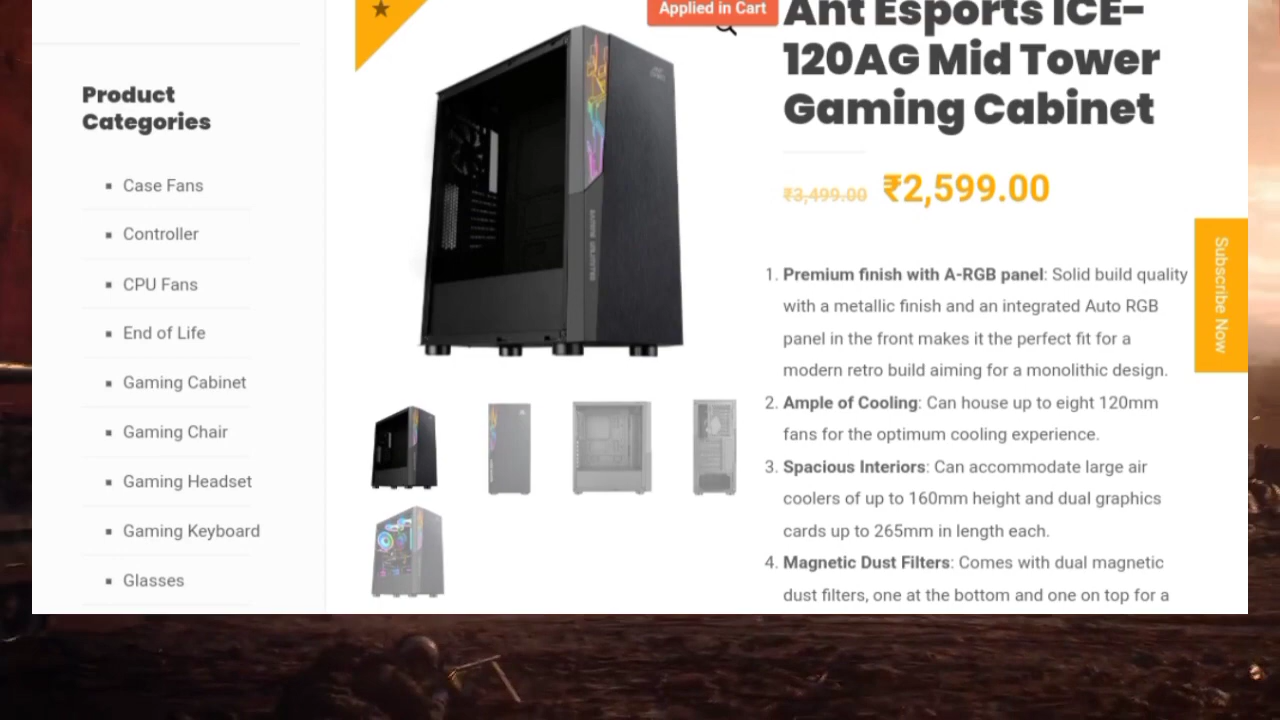 Applied in Cart
Ant Esports ICE-
120AG Mid Tower
Gaming Cabinet
₹3,499.00 ₹2,599.00
Product
Categories
Case Fans
Controller
CPU Fans
End of Life
Gaming Cabinet
Gaming Chair
Gaming Headset
Gaming Keyboard
Glasses
1. Premium finish with A-RGB panel: Solid build quality
with a metallic finish and an integrated Auto RGB
panel in the front makes it the perfect fit for a
modern retro build aiming for a monolithic design.
2. Ample of Cooling: Can house up to eight 120mm
fans for the optimum cooling experience.
3. Spacious Interiors: Can accommodate large air
coolers of up to 160mm height and dual graphics
cards up to 265mm in length each.
4. Magnetic Dust Filters: Comes with dual magnetic
dust filters, one at the bottom and one on top for a
Subscribe Now